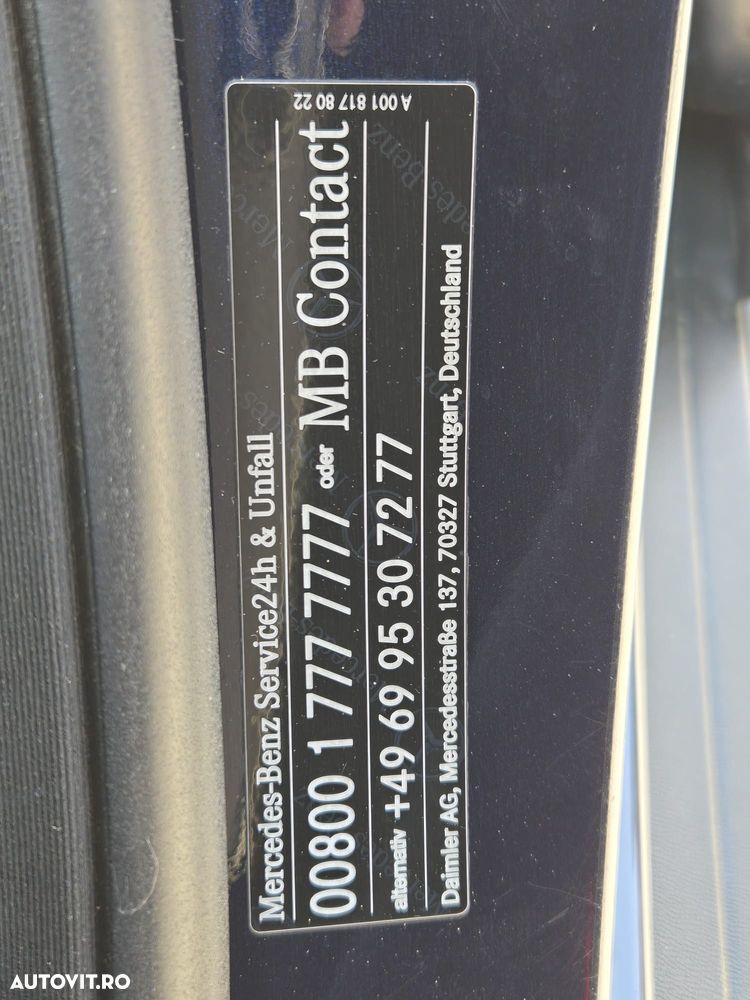 Mercedes-Benz Service24h & Unfall
00800 1 777 7777 oder MB Contact
alternativ +49 69 95 30 72 77
Daimler AG, Mercedesstraße 137, 70327 Stuttgart, Deutschland
A 001 817 80 22
AUTOVIT.RO